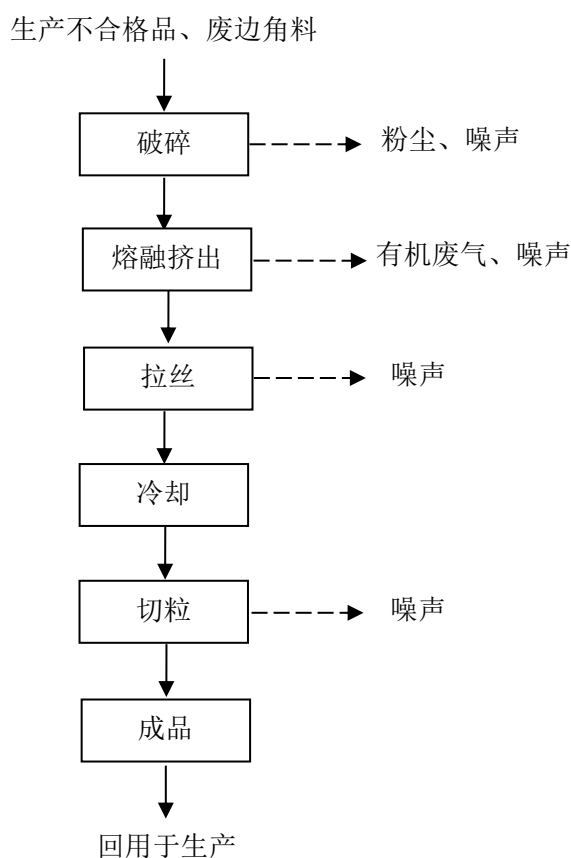 生产不合格品、废边角料
破碎
粉尘、噪声
熔融挤出
有机废气、噪声
拉丝
噪声
冷却
切粒
噪声
成品
回用于生产